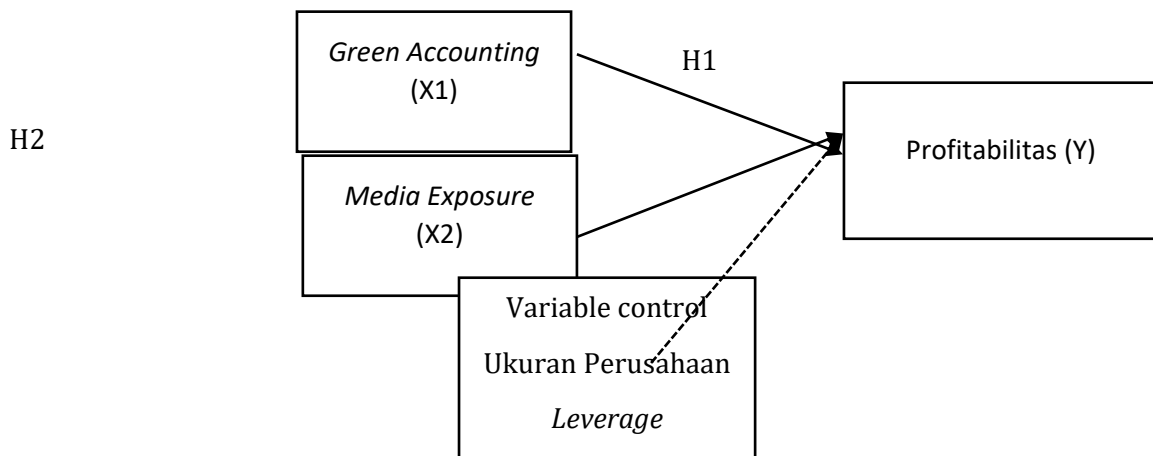 Green Accounting
(X1)
H1
Profitabilitas (Y)
H2
Media Exposure
(X2)
Variable control
Ukuran Perusahaan
Leverage